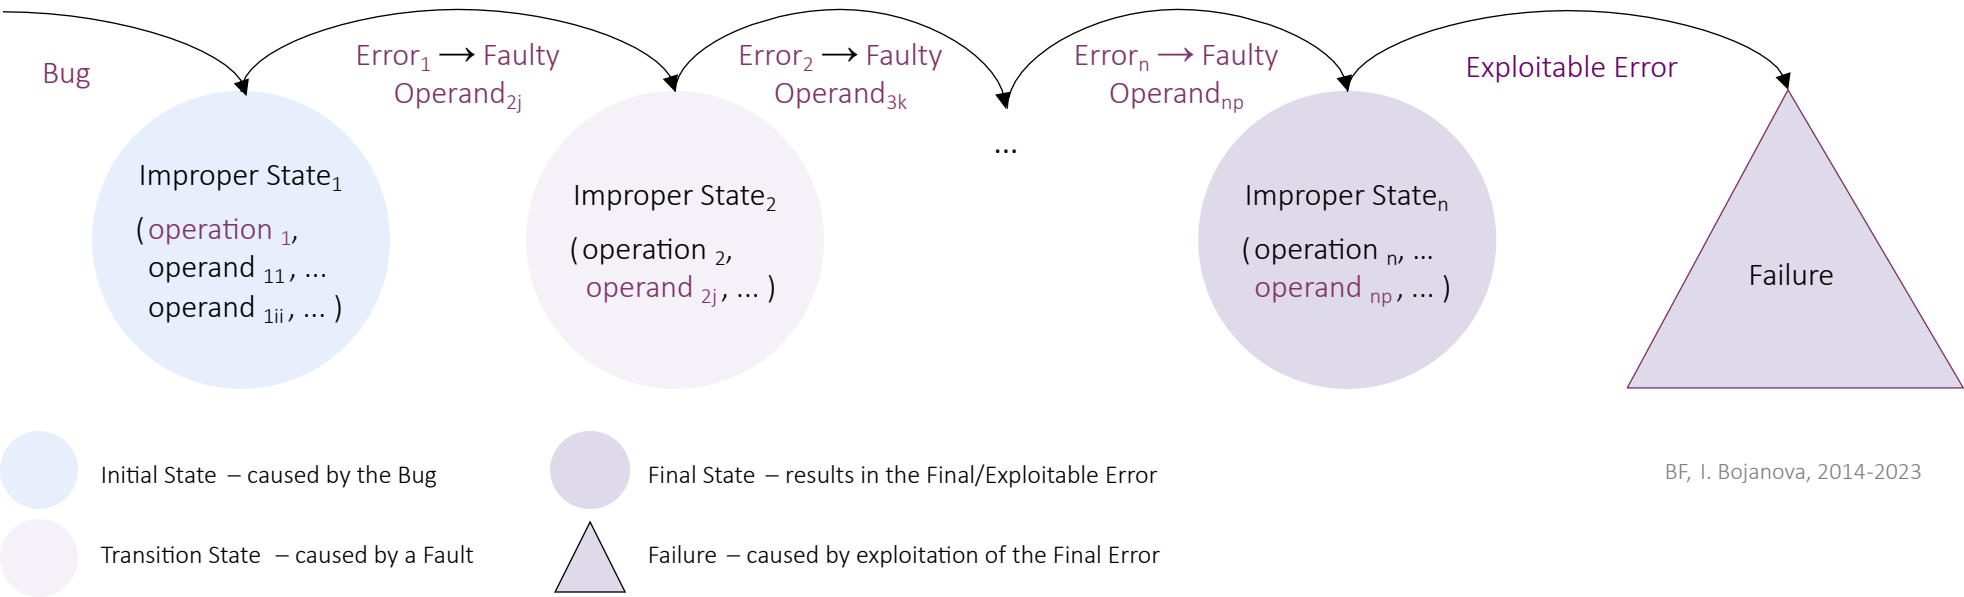 Bug
Error₁ → Faulty
Operand₂ⱼ
Error₂ → Faulty
Operand₃ₖ
Errorₙ → Faulty
Operandₙₚ
Exploitable Error
Improper State₁
(operation ₁,
operand ₁₁, ...
operand ₁ᵢᵢ, ... )
Improper State₂
(operation ₂,
operand ₂ⱼ, ... )
...
Improper Stateₙ
(operation ₙ, ...
operand ₙₚ, ... )
Failure
Initial State – caused by the Bug
Transition State – caused by a Fault
Final State – results in the Final/Exploitable Error
Failure – caused by exploitation of the Final Error
BF, I. Bojanova, 2014-2023